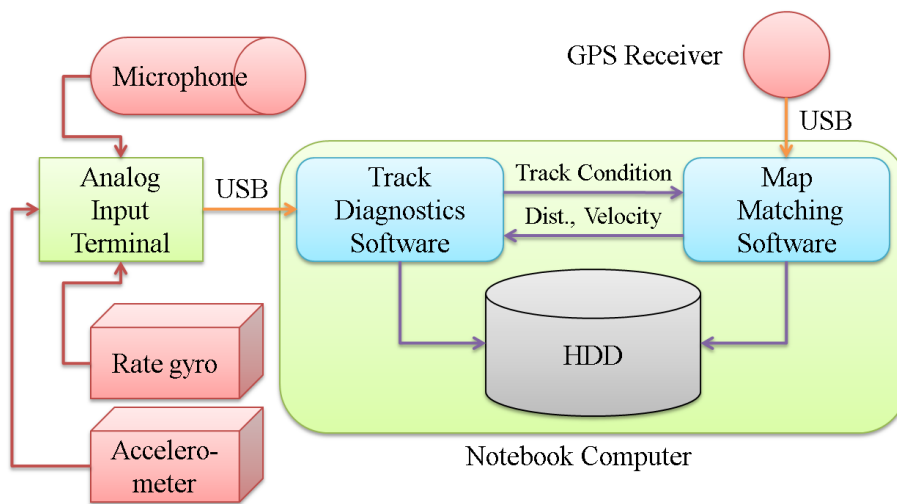 Microphone
GPS Receiver
USB
Analog
Input
Terminal
USB
Track
Diagnostics
Software
Track Condition
Dist., Velocity
Map
Matching
Software
HDD
Rate gyro
Accelero-
meter
Notebook Computer